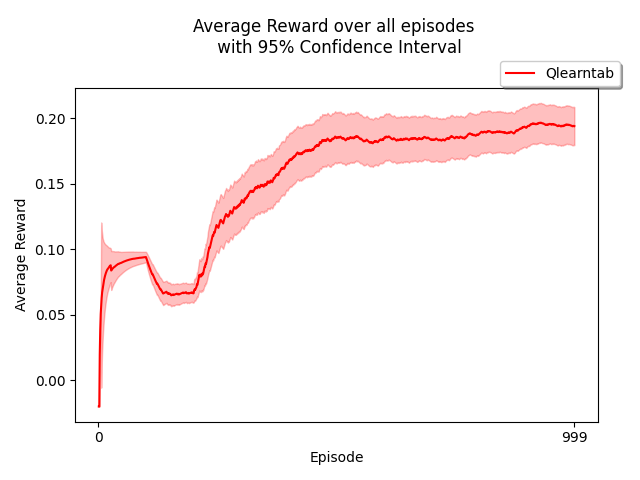 Average Reward over all episodes
with 95% Confidence Interval
Qlearntab
0.20
0.15
0.10
0.05
0.00
Average Reward
0
999
Episode